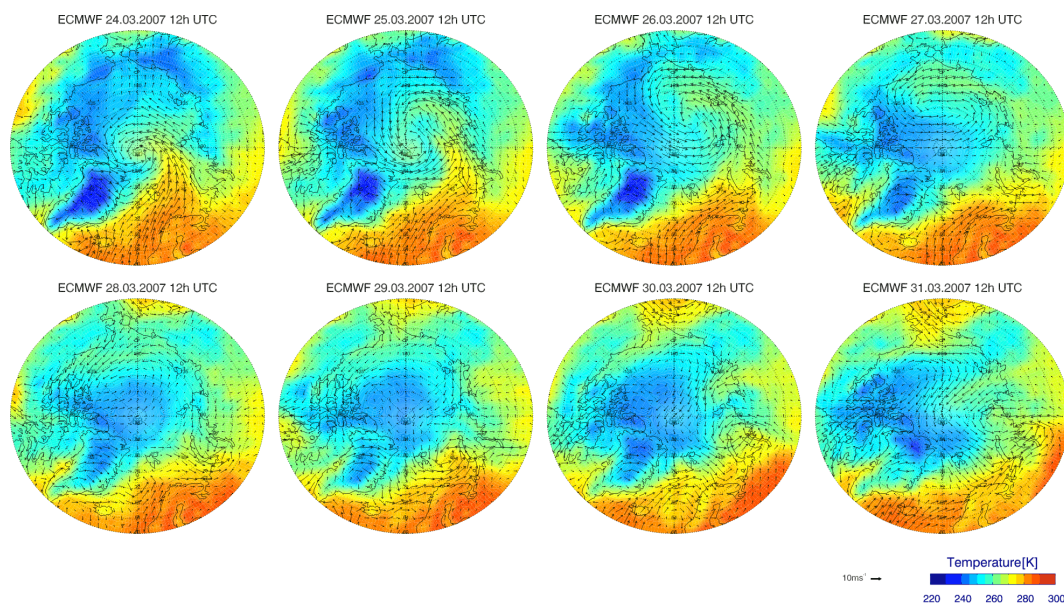 ECMWF 24.03.2007 12h UTC
ECMWF 25.03.2007 12h UTC
ECMWF 26.03.2007 12h UTC
ECMWF 27.03.2007 12h UTC
ECMWF 28.03.2007 12h UTC
ECMWF 29.03.2007 12h UTC
ECMWF 30.03.2007 12h UTC
ECMWF 31.03.2007 12h UTC
10ms⁻¹
Temperature[K]
220 240 260 280 300